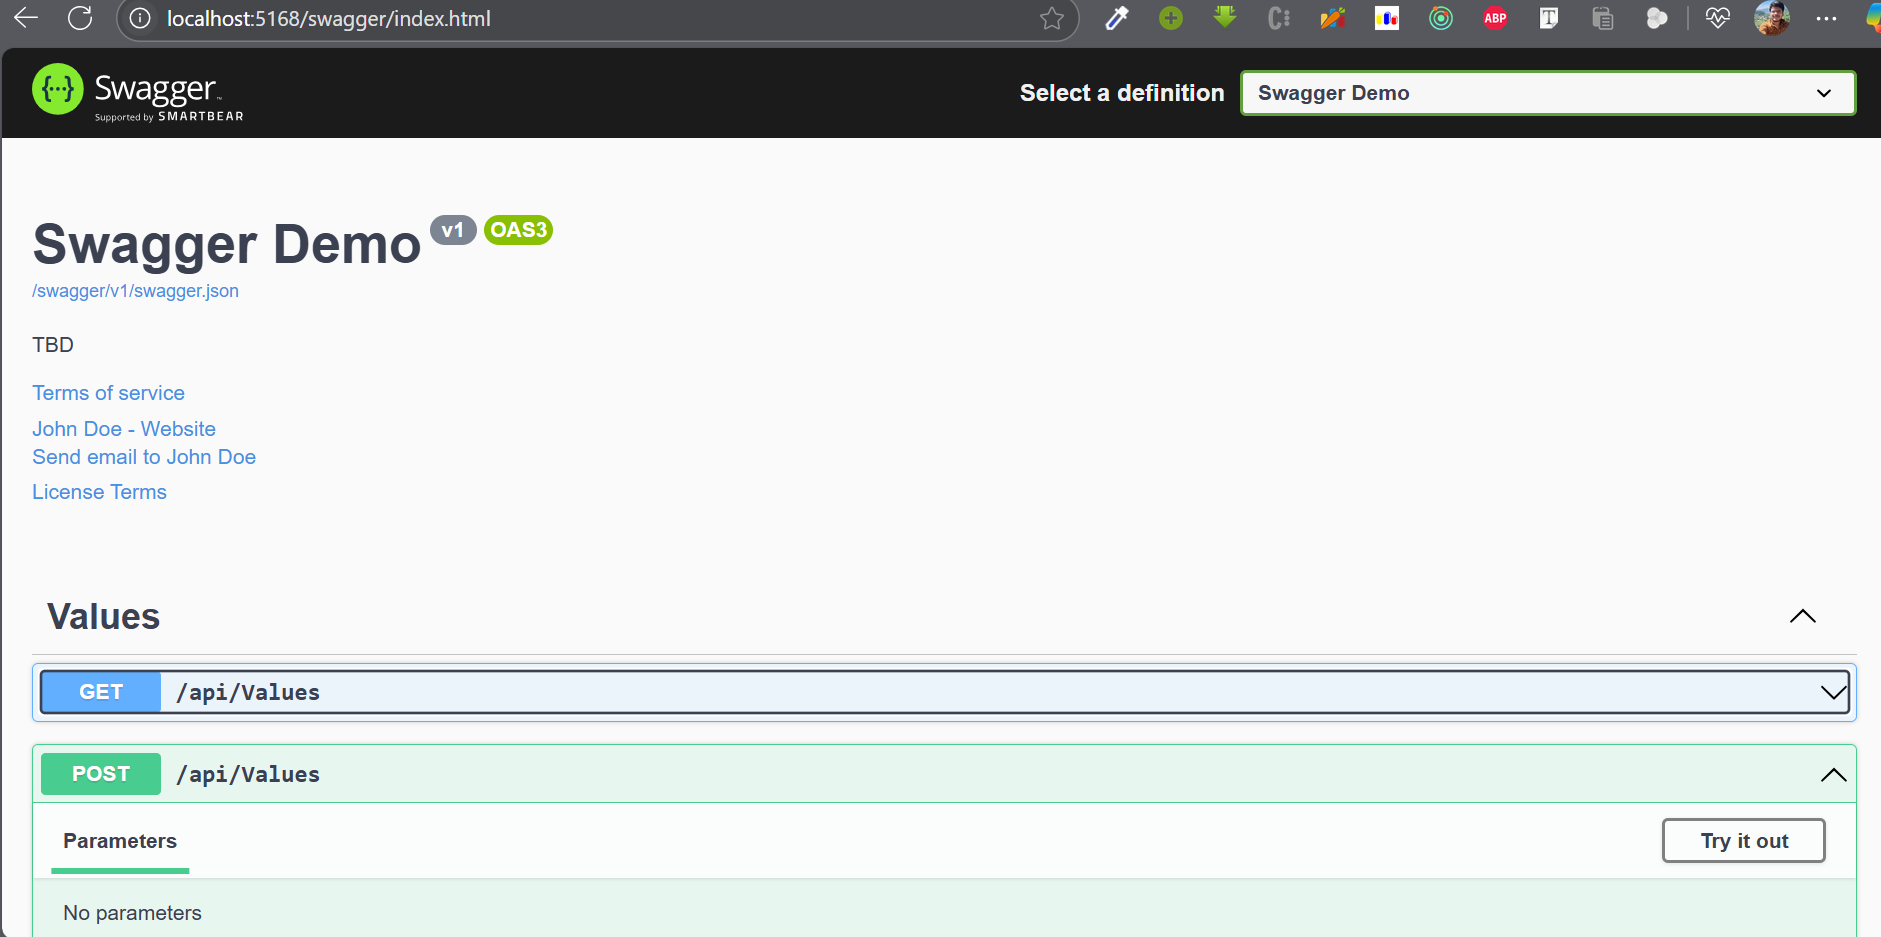 localhost:5168/swagger/index.html
ABP
T
{···} Swagger™
Supported by SMARTBEAR
Select a definition
Swagger Demo
Swagger Demo v1 OAS3
/swagger/v1/swagger.json
TBD
Terms of service
John Doe - Website
Send email to John Doe
License Terms
Values
GET /api/Values
POST /api/Values
Parameters
Try it out
No parameters